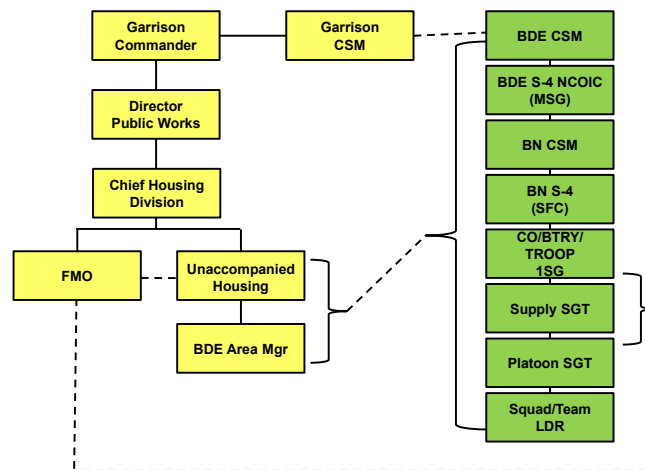 Garrison
Commander
Garrison
CSM
BDE CSM
BDE S-4 NCOIC
(MSG)
Director
Public Works
BN CSM
Chief Housing
Division
BN S-4
(SFC)
CO/BTRY/
TROOP
1SG
FMO
Unaccompanied
Housing
Supply SGT
BDE Area Mgr
Platoon SGT
Squad/Team
LDR